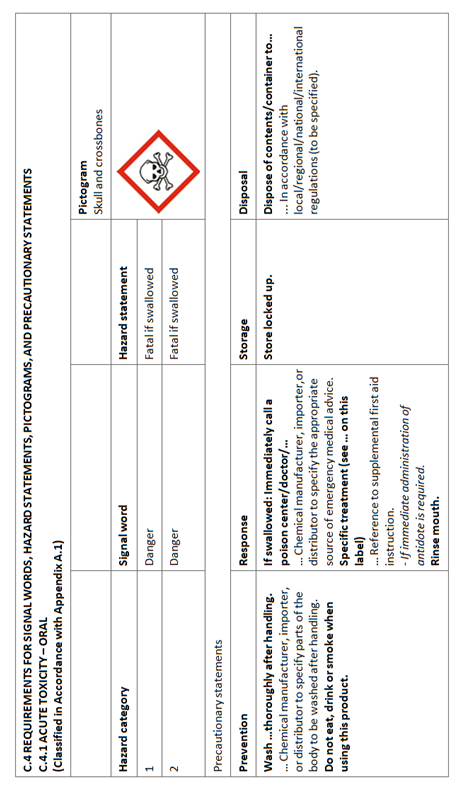 C.4 REQUIREMENTS FOR SIGNAL WORDS, HAZARD STATEMENTS, PICTOGRAMS, AND PRECAUTIONARY STATEMENTS
C.4.1 ACUTE TOXICITY – ORAL
(Classified in Accordance with Appendix A.1)
Pictogram
Skull and crossbones
Hazard category
Signal word
Hazard statement
1
Danger
Fatal if swallowed
2
Danger
Fatal if swallowed
Precautionary statements
Prevention
Response
Storage
Disposal
Wash ...thoroughly after handling.
... Chemical manufacturer, importer,
or distributor to specify parts of the
body to be washed after handling.
Do not eat, drink or smoke when
using this product.
If swallowed: Immediately call a
poison center/doctor/...
... Chemical manufacturer, importer, or
distributor to specify the appropriate
source of emergency medical advice.
Specific treatment (see ... on this
label)
... Reference to supplemental first aid
instruction.
- If immediate administration of
antidote is required.
Rinse mouth.
Store locked up.
Dispose of contents/container to...
... In accordance with
local/regional/national/international
regulations (to be specified).